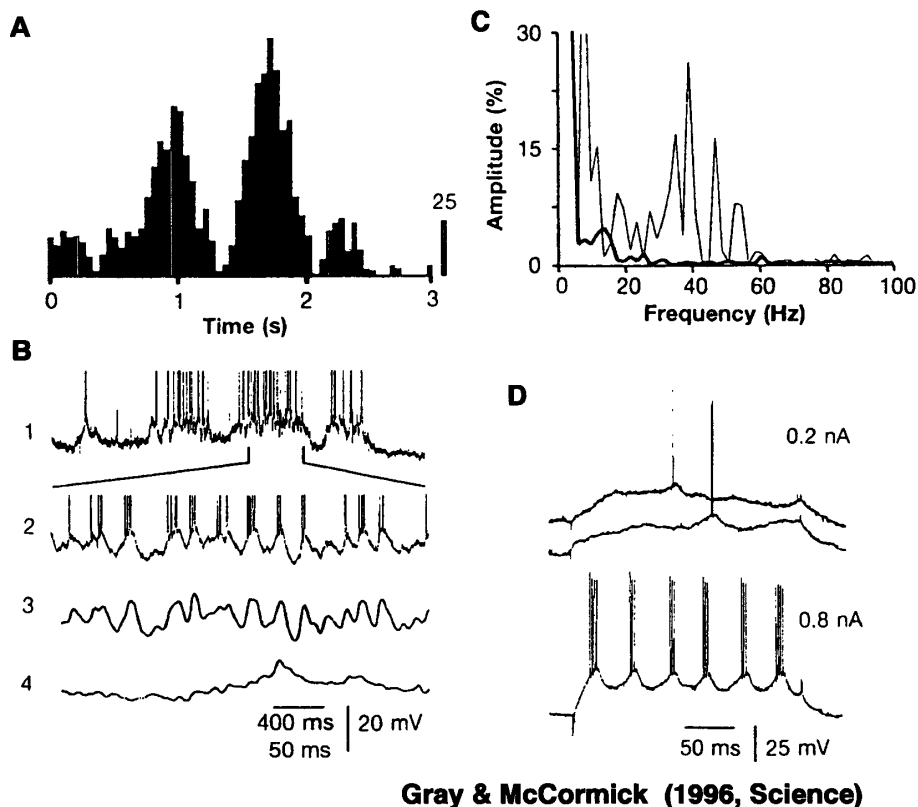 A
25
0 1 2 3
Time (s)
B
1
2
3
4
400 ms
50 ms
20 mV
C
30
15
0
Amplitude (%)
0 20 40 60 80 100
Frequency (Hz)
D
0.2 nA
0.8 nA
50 ms
25 mV
Gray & McCormick (1996, Science)